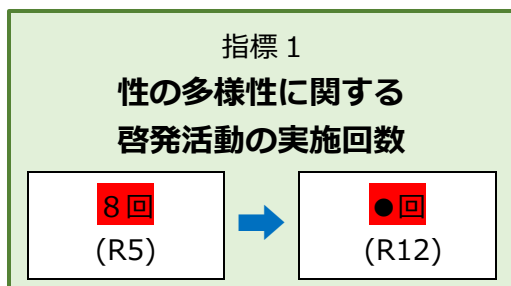 指標１
性の多様性に関する
啓発活動の実施回数
８回
(R5)
●回
(R12)